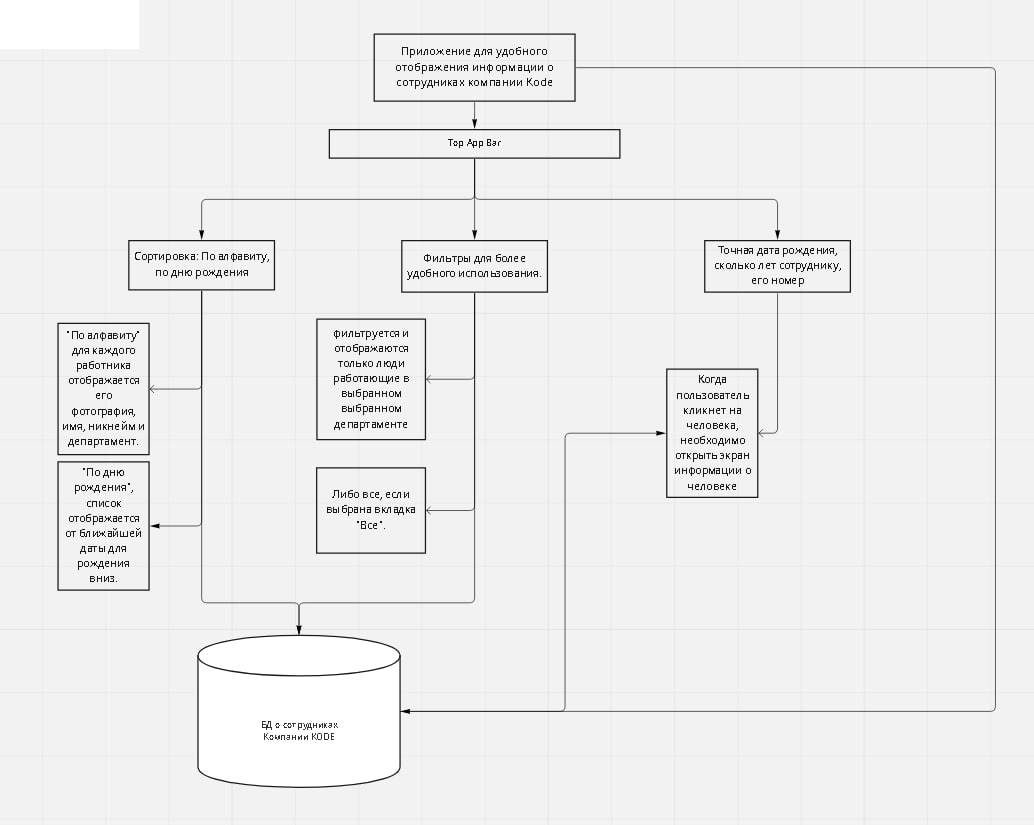 Приложение для удобного
отображения информации о
сотрудниках компании Kode
Top App Bar
Сортировка: По алфавиту,
по дню рождения
Фильтры для более
удобного использования.
Точная дата рождения,
сколько лет сотруднику,
его номер
"По алфавиту"
для каждого
работника
отображается
его
фотография,
имя, никнейм и
департамент.
фильтруется и
отображаются
только люди
работающие в
выбранном
выбранном
департаменте
Когда
пользователь
кликнет на
человека,
необходимо
открыть экран
информации о
человеке
"По дню
рождения",
список
отображается
от ближайшей
даты для
рождения
вниз.
Либо все, если
выбрана вкладка
"Все".
БД о сотрудниках
Компании KODE